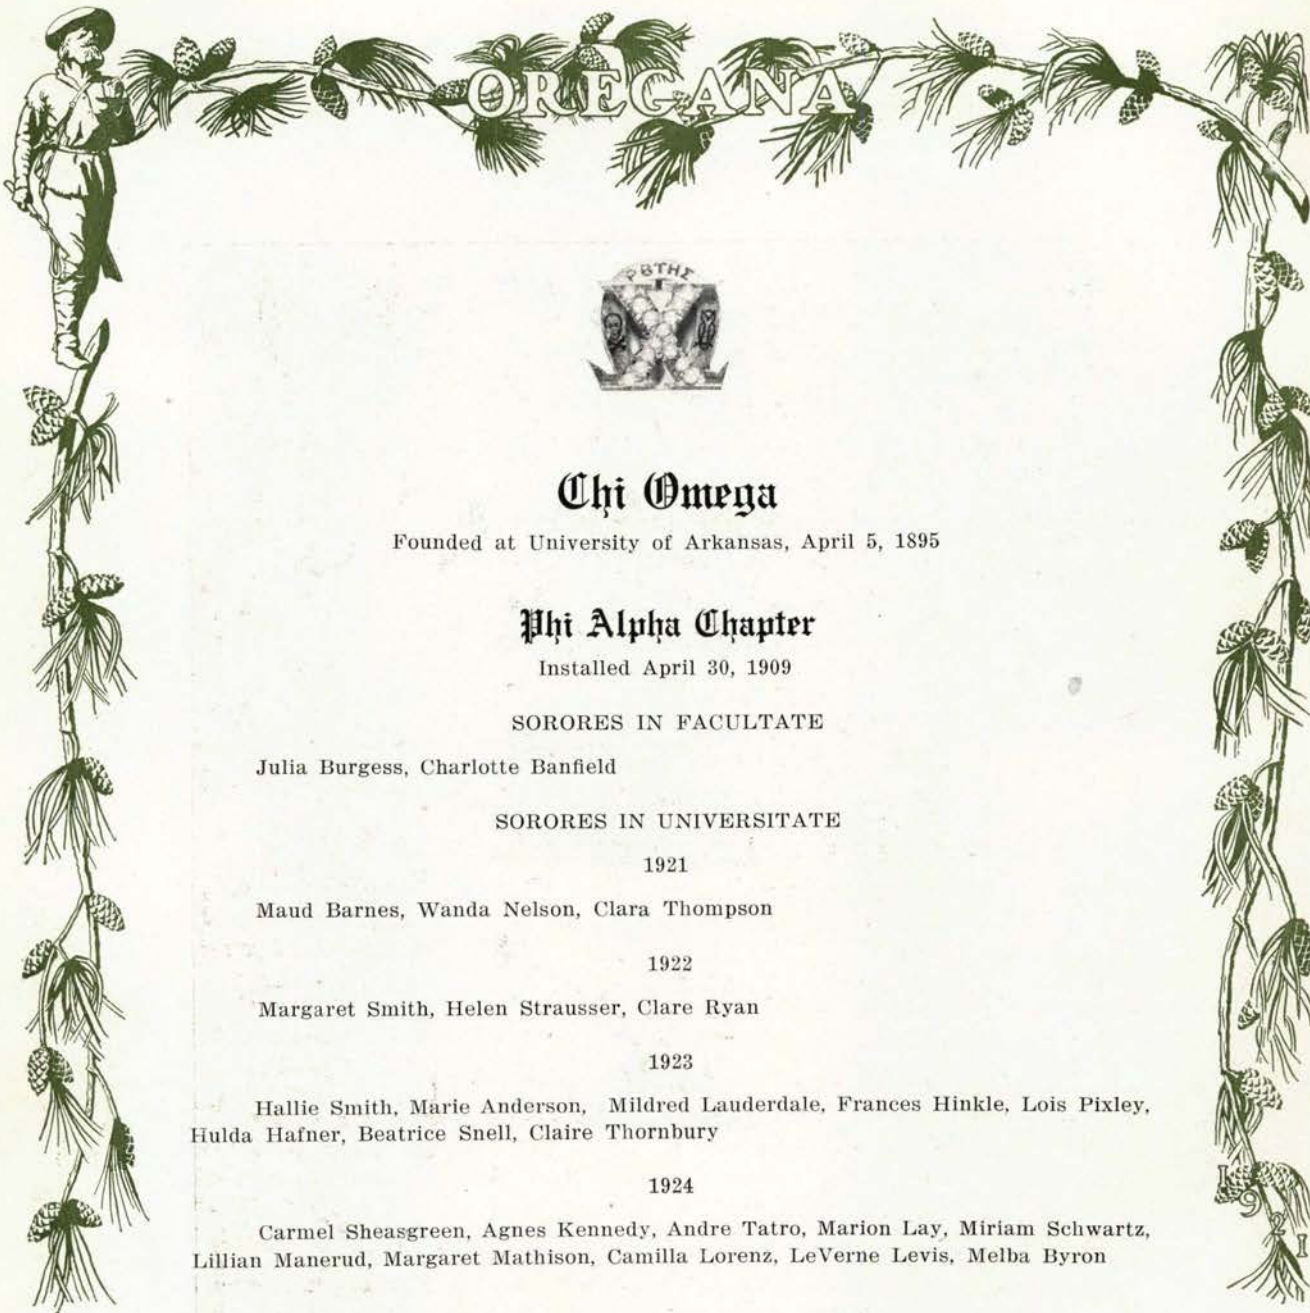 OREGANA
ΡΒΤΗΣ
Chi Omega
Founded at University of Arkansas, April 5, 1895
Phi Alpha Chapter
Installed April 30, 1909
SORORES IN FACULTATE
Julia Burgess, Charlotte Banfield
SORORES IN UNIVERSITATE
1921
Maud Barnes, Wanda Nelson, Clara Thompson
1922
Margaret Smith, Helen Strausser, Clare Ryan
1923
Hallie Smith, Marie Anderson, Mildred Lauderdale, Frances Hinkle, Lois Pixley,
Hulda Hafner, Beatrice Snell, Claire Thornbury
1924
Carmel Sheasgreen, Agnes Kennedy, Andre Tatro, Marion Lay, Miriam Schwartz,
Lillian Manerud, Margaret Mathison, Camilla Lorenz, LeVerne Levis, Melba Byron
1921